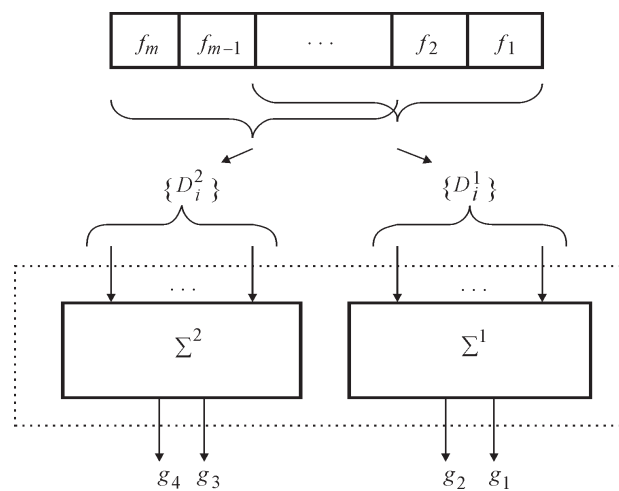 f_m f_{m-1} ... f_2 f_1
{D_i^2} {D_i^1}
... ...
Σ^2 Σ^1
g_4 g_3 g_2 g_1